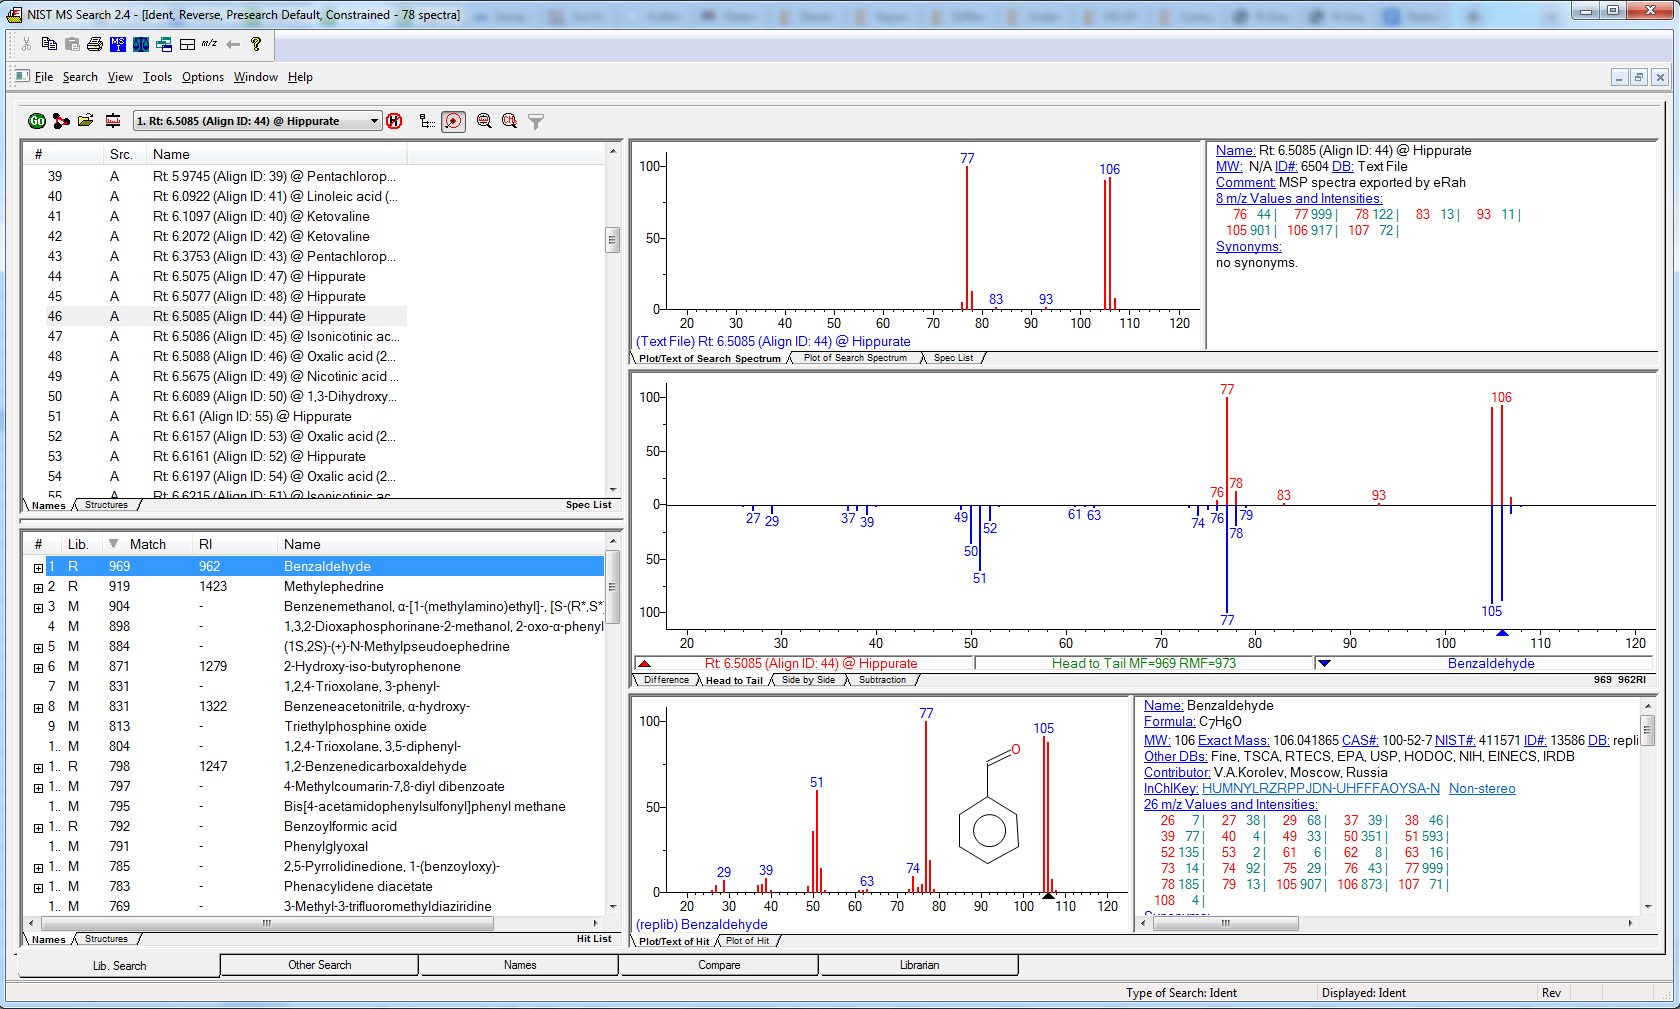 NIST MS Search 2.4 - [Ident, Reverse, Presearch Default, Constrained - 78 spectra]
File Search View Tools Options Window Help
1. Rt: 6.5085 (Align ID: 44) @ Hippurate
# Src. Name
39 A Rt: 5.9745 (Align ID: 39) @ Pentachlorop...
40 A Rt: 6.0922 (Align ID: 41) @ Linoleic acid (...
41 A Rt: 6.1097 (Align ID: 40) @ Ketovaline
42 A Rt: 6.2072 (Align ID: 42) @ Ketovaline
43 A Rt: 6.3753 (Align ID: 43) @ Pentachlorop...
44 A Rt: 6.5075 (Align ID: 47) @ Hippurate
45 A Rt: 6.5077 (Align ID: 48) @ Hippurate
46 A Rt: 6.5085 (Align ID: 44) @ Hippurate
47 A Rt: 6.5086 (Align ID: 45) @ Isonicotinic ac...
48 A Rt: 6.5088 (Align ID: 46) @ Oxalic acid (2...
49 A Rt: 6.5675 (Align ID: 49) @ Nicotinic acid ...
50 A Rt: 6.6089 (Align ID: 50) @ 1,3-Dihydroxy...
51 A Rt: 6.61 (Align ID: 55) @ Hippurate
52 A Rt: 6.6157 (Align ID: 53) @ Oxalic acid (2...
53 A Rt: 6.6161 (Align ID: 52) @ Hippurate
54 A Rt: 6.6197 (Align ID: 54) @ Oxalic acid (2...
55 A Rt: 6.6215 (Align ID: 51) @ Isonicotinic ac
Names Structures Spec List
# Lib. Match RI Name
1 R 969 962 Benzaldehyde
2 R 919 1423 Methylephedrine
3 M 904 - Benzenemethanol, α-[1-(methylamino)ethyl]-, [S-(R*,S*)
4 M 898 - 1,3,2-Dioxaphosphorinane-2-methanol, 2-oxo-α-phenyl
5 M 884 - (1S,2S)-(+)-N-Methylpseudoephedrine
6 M 871 1279 2-Hydroxy-iso-butyrophenone
7 M 831 - 1,2,4-Trioxolane, 3-phenyl-
8 M 831 1322 Benzeneacetonitrile, α-hydroxy-
9 M 813 - Triethylphosphine oxide
1.. M 804 - 1,2,4-Trioxolane, 3,5-diphenyl-
1.. R 798 1247 1,2-Benzenedicarboxaldehyde
1.. M 797 - 4-Methylcoumarin-7,8-diyl dibenzoate
1.. M 795 - Bis[4-acetamidophenylsulfonyl]phenyl methane
1.. R 792 - Benzoylformic acid
1.. M 791 - Phenylglyoxal
1.. M 785 - 2,5-Pyrrolidinedione, 1-(benzoyloxy)-
1.. M 783 - Phenacylidene diacetate
1.. M 769 - 3-Methyl-3-trifluoromethyldiaziridine
Names Structures Hit List
100
50
0
77
106
83 93
20 30 40 50 60 70 80 90 100 110 120
(Text File) Rt: 6.5085 (Align ID: 44) @ Hippurate
Plot/Text of Search Spectrum Plot of Search Spectrum Spec List
Name: Rt: 6.5085 (Align ID: 44) @ Hippurate
MW: N/A ID#: 6504 DB: Text File
Comment: MSP spectra exported by eRah
8 m/z Values and Intensities:
76 44| 77 999| 78 122| 83 13| 93 11|
105 901| 106 917| 107 72|
Synonyms:
no synonyms.
100
50
0
50
100
77
106
76 78 83 93
27 29 37 39 49 50 51 52 61 63 74 76 78 79
77
105
20 30 40 50 60 70 80 90 100 110 120
Rt: 6.5085 (Align ID: 44) @ Hippurate Head to Tail MF=969 RMF=973 Benzaldehyde
Difference Head to Tail Side by Side Subtraction 969 962RI
100
50
0
77
105
51
29 39 63 74
O
20 30 40 50 60 70 80 90 100 110 120
(replib) Benzaldehyde
Plot/Text of Hit Plot of Hit
Name: Benzaldehyde
Formula: C7H6O
MW: 106 Exact Mass: 106.041865 CAS#: 100-52-7 NIST#: 411571 ID#: 13586 DB: repli
Other DBs: Fine, TSCA, RTECS, EPA, USP, HODOC, NIH, EINECS, IRDB
Contributor: V.A.Korolev, Moscow, Russia
InChIKey: HUMNYLRZRPPJDN-UHFFFAOYSA-N Non-stereo
26 m/z Values and Intensities:
26 7| 27 38| 29 68| 37 39| 38 46|
39 77| 40 4| 49 33| 50 351| 51 593|
52 135| 53 2| 61 6| 62 8| 63 16|
73 14| 74 92| 75 29| 76 43| 77 999|
78 185| 79 13| 105 907| 106 873| 107 71|
108 4|
Lib. Search Other Search Names Compare Librarian
Type of Search: Ident Displayed: Ident Rev